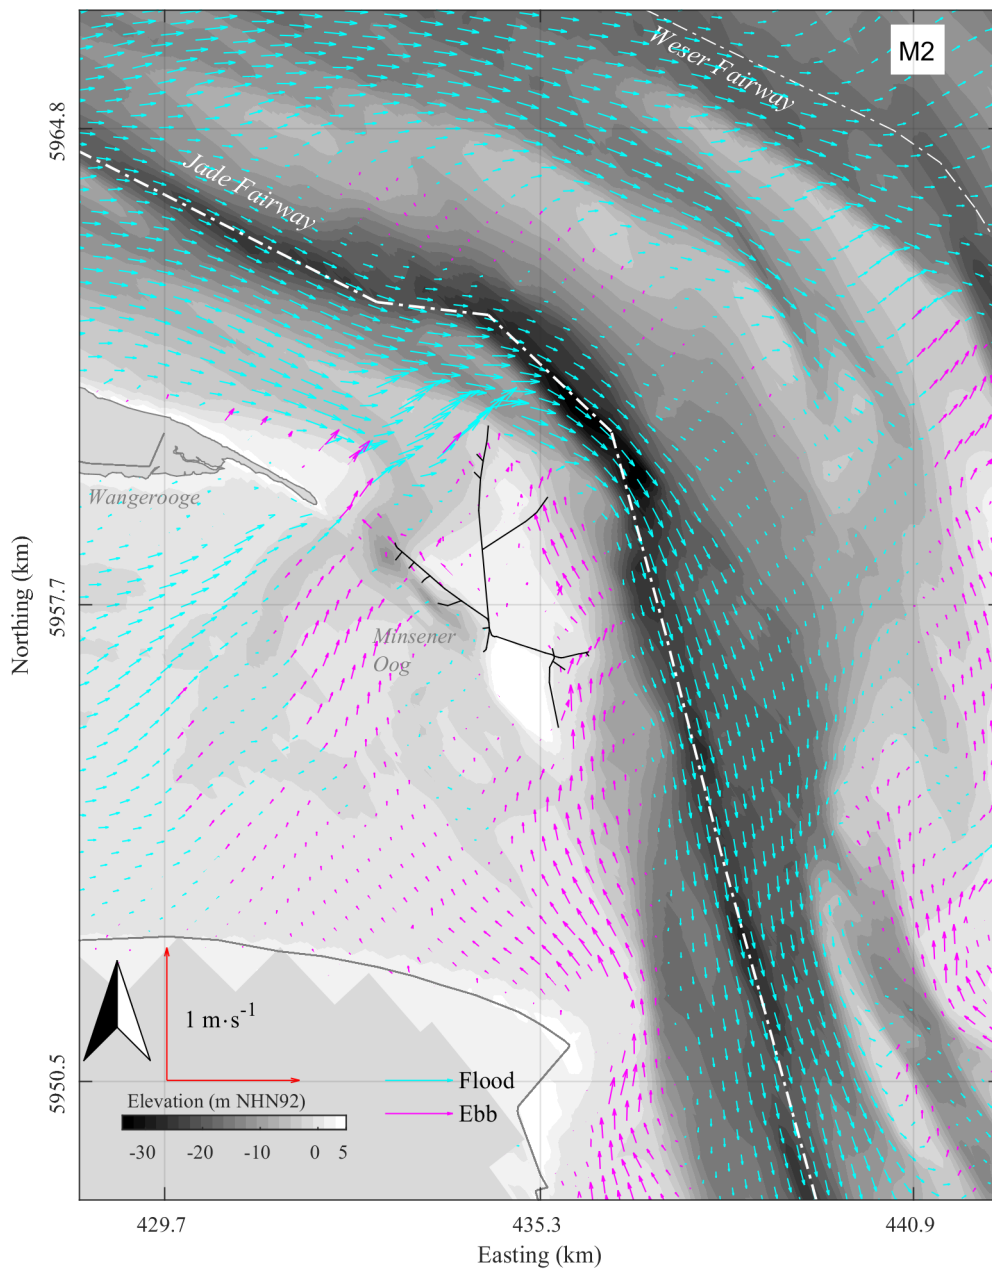 M2
Weser Fairway
5964.8
Jade Fairway
Wangerooge
Northing (km)
5957.7
Minsener
Oog
1 m·s-1
5950.5
Flood
Ebb
Elevation (m NHN92)
-30 -20 -10 0 5
429.7 435.3 440.9
Easting (km)